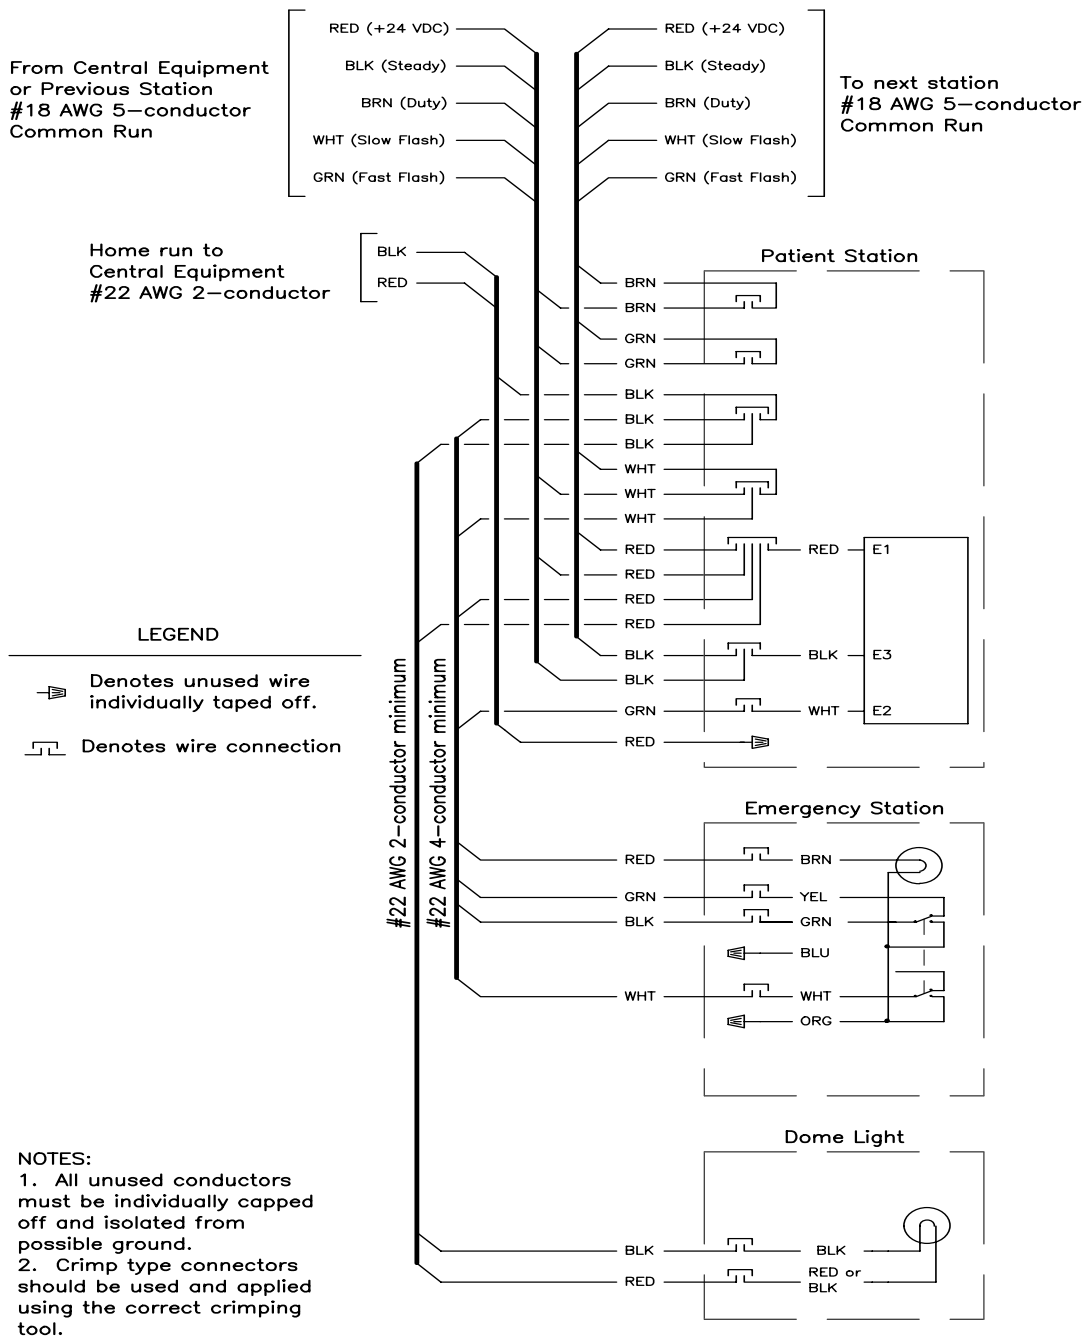 From Central Equipment
or Previous Station
#18 AWG 5-conductor
Common Run
RED (+24 VDC)
BLK (Steady)
BRN (Duty)
WHT (Slow Flash)
GRN (Fast Flash)
RED (+24 VDC)
BLK (Steady)
BRN (Duty)
WHT (Slow Flash)
GRN (Fast Flash)
To next station
#18 AWG 5-conductor
Common Run
Home run to
Central Equipment
#22 AWG 2-conductor
BLK
RED
Patient Station
BRN
BRN
GRN
GRN
BLK
BLK
BLK
WHT
WHT
WHT
RED
RED E1
RED
RED
RED
BLK
BLK E3
BLK
GRN
WHT E2
RED
LEGEND
Denotes unused wire
individually taped off.
Denotes wire connection
#22 AWG 2-conductor minimum
#22 AWG 4-conductor minimum
Emergency Station
RED
BRN
GRN
YEL
BLK
GRN
BLU
WHT
WHT
ORG
Dome Light
BLK
BLK
RED
RED or
BLK
NOTES:
1. All unused conductors
must be individually capped
off and isolated from
possible ground.
2. Crimp type connectors
should be used and applied
using the correct crimping
tool.